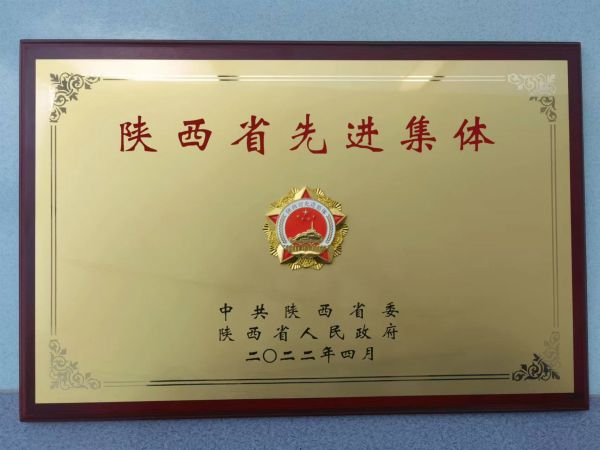 陕西省先进集体
中共陕西省委
陕西省人民政府
二〇二二年四月